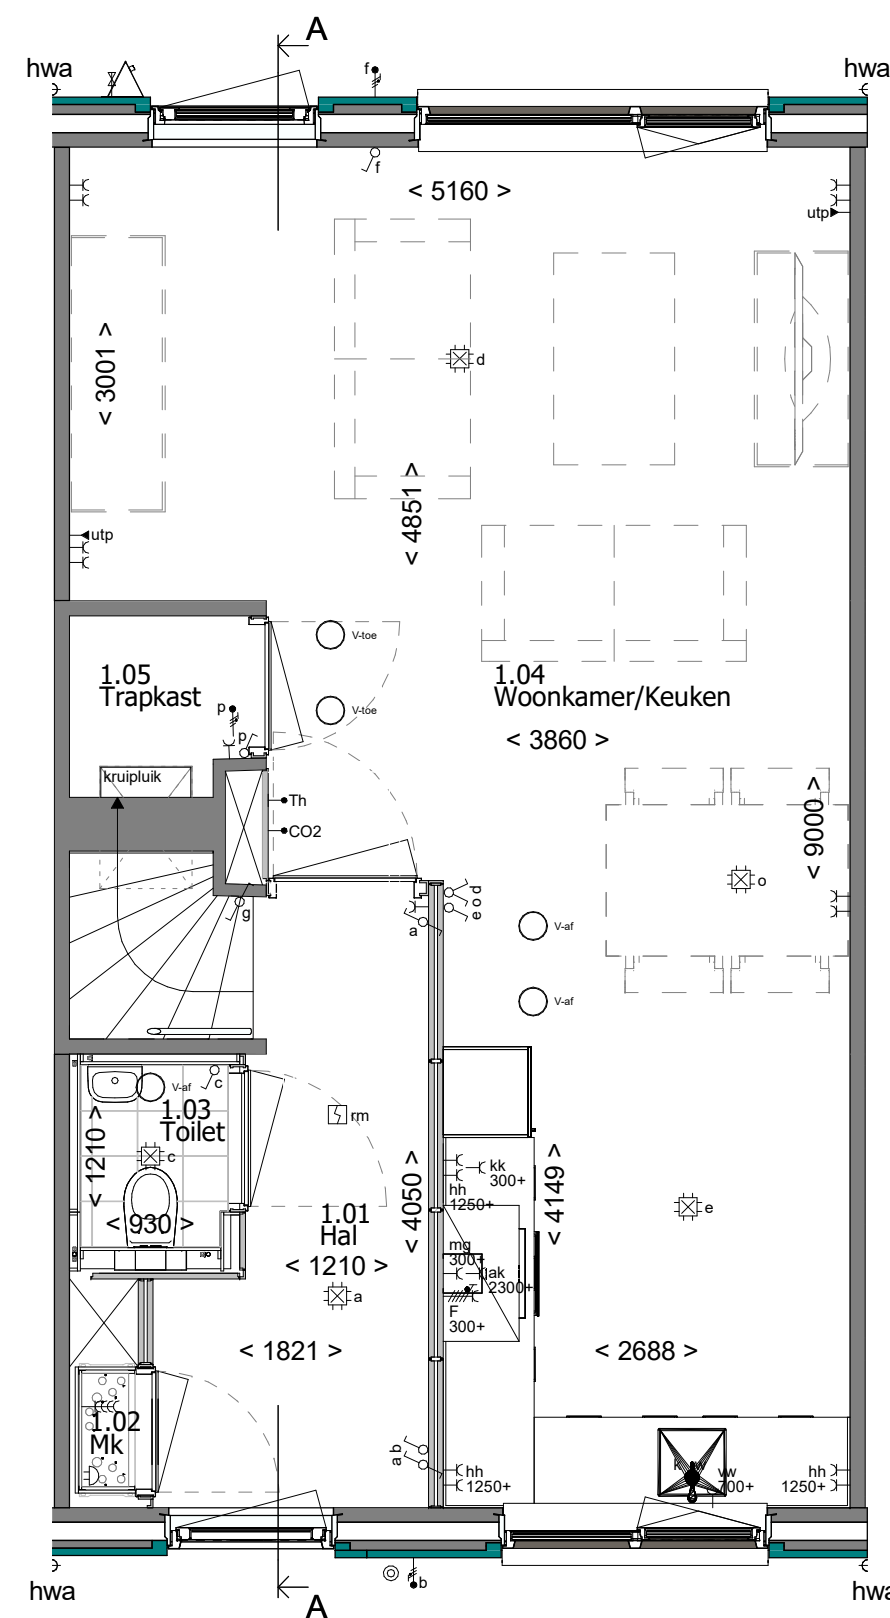 A
hwa
hwa
f
f
< 5160 >
utp
< 3001 >
d
< 4851 >
utp
V-toe
1.05
Trapkast
1.04
Woonkamer/Keuken
p
V-toe
p
< 3860 >
kruipluik
Th
CO2
< 9000 >
o
g
a
e o d
V-af
V-af
V-af
c
1.03
Toilet
rm
< 1210 >
c
kk
300+
hh
1250+
< 4050 >
< 4149 >
< 930 >
1.01
Hal
e
< 1210 >
mg
300+
ak
2300+
a
F
300+
< 1821 >
< 2688 >
1.02
Mk
a b
hh
1250+
vw
700+
hh
1250+
b
hwa
A
hwa